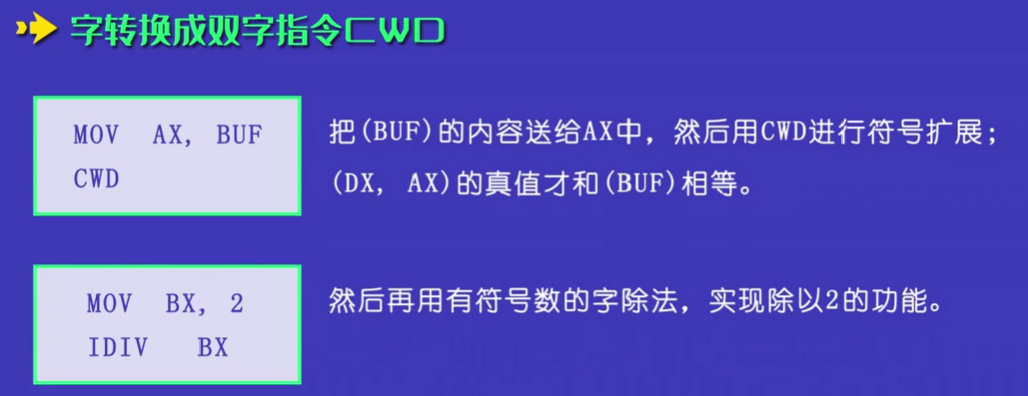 字转换成双字指令CWD
MOV AX, BUF
CWD
把(BUF)的内容送给AX中，然后用CWD进行符号扩展；
(DX, AX)的真值才和(BUF)相等。
MOV BX, 2
IDIV BX
然后再用有符号数的字除法，实现除以2的功能。